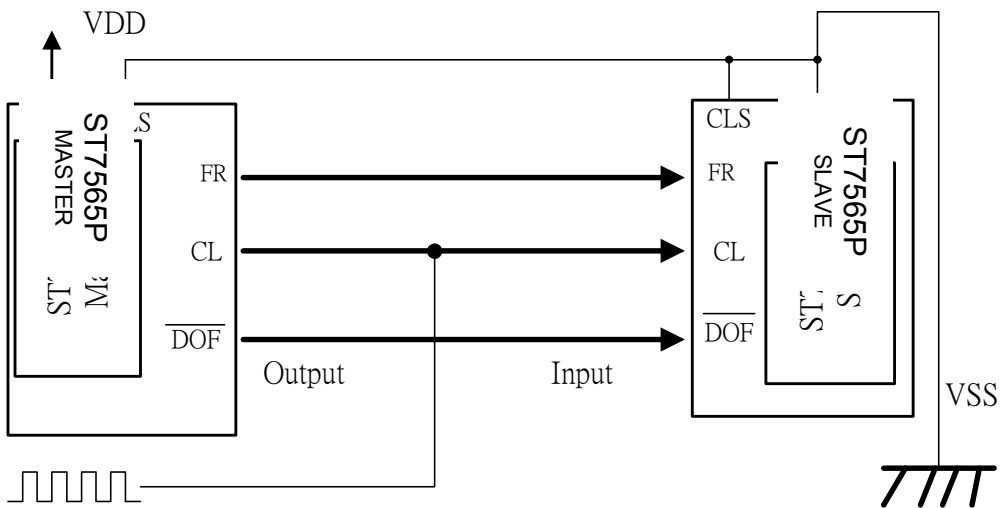 VDD
ST7565P
MASTER
FR
CL
DOF
Output
Input
CLS
FR
CL
DOF
ST7565P
SLAVE
VSS